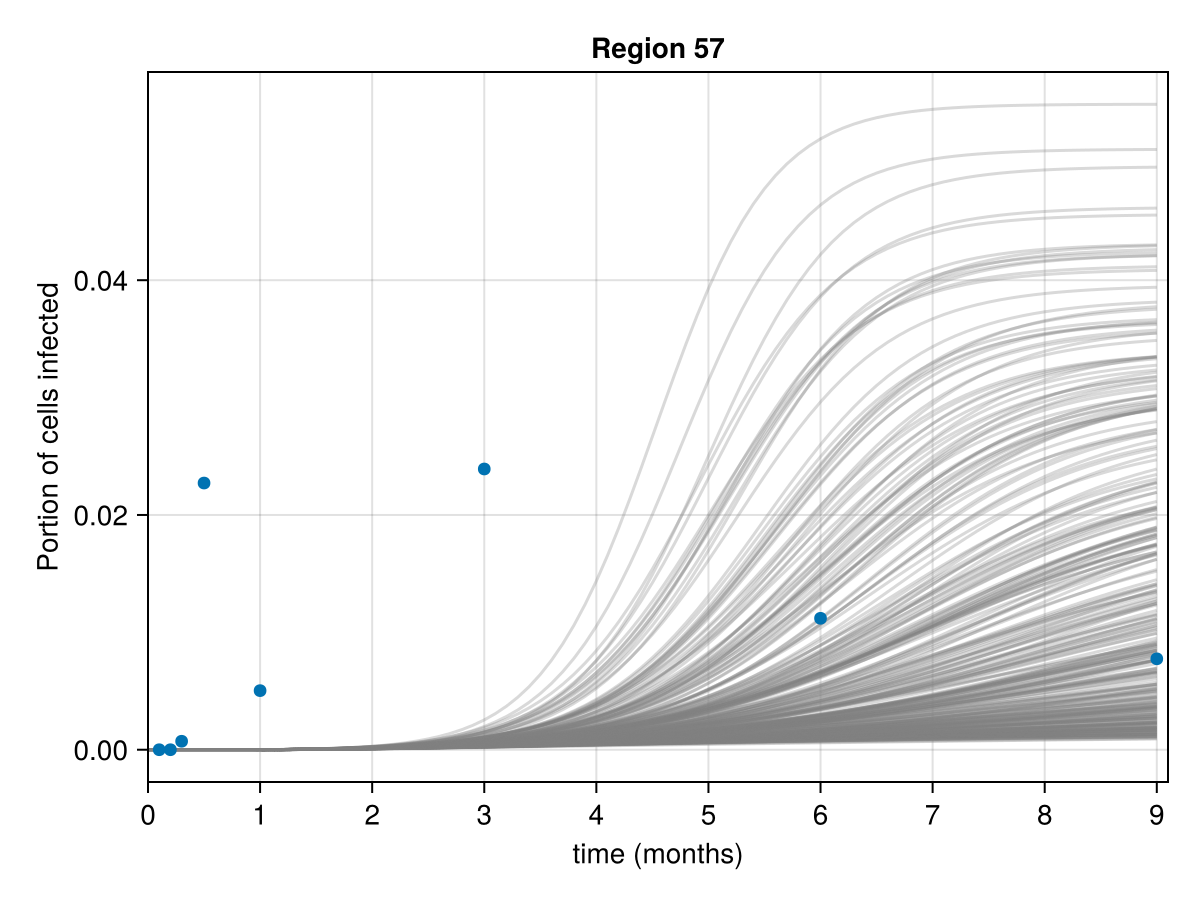 Region 57
Portion of cells infected
0.04
0.02
0.00
0 1 2 3 4 5 6 7 8 9
time (months)